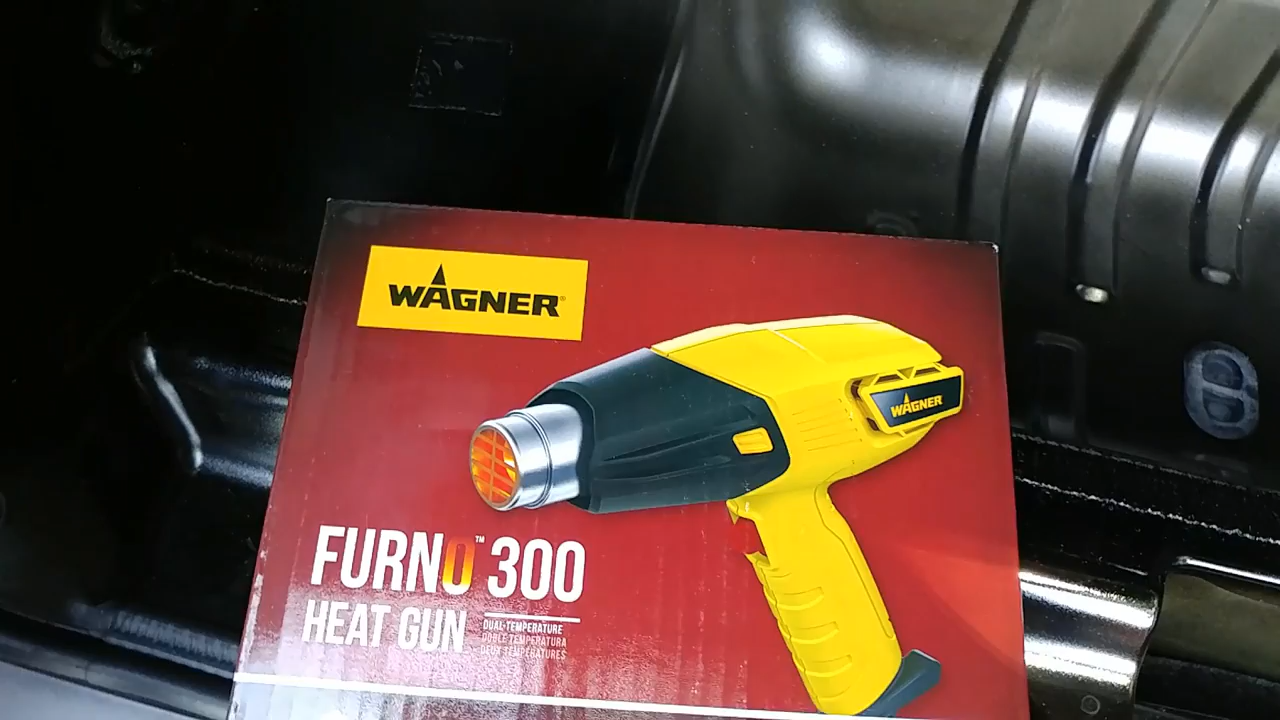 WAGNER®
WAGNER
FURNO™ 300
HEAT GUN
DUAL-TEMPERATURE
DOBLE TEMPERATURA
DEUX TEMPÉRATURES